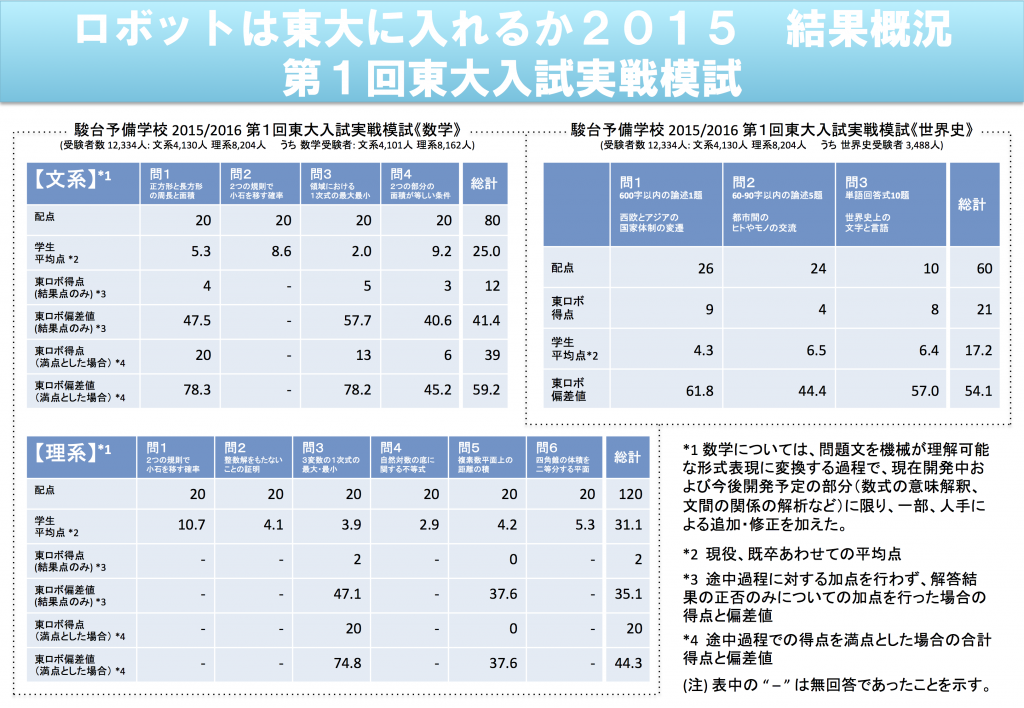 ロボットは東大に入れるか２０１５　結果概況
第１回東大入試実戦模試
駿台予備学校 2015/2016 第１回東大入試実戦模試《数学》
(受験者数 12,334人: 文系4,130人 理系8,204人　うち 数学受験者: 文系4,101人 理系8,162人)
【文系】*1 問1 正方形と長方形の周長と面積 問2 2つの規則で小石を移す確率 問3 領域における1次式の最大最小 問4 2つの部分の面積が等しい条件 総計
配点 20 20 20 20 80
学生平均点 *2 5.3 8.6 2.0 9.2 25.0
東ロボ得点(結果点のみ) *3 4 - 5 3 12
東ロボ偏差値(結果点のみ) *3 47.5 - 57.7 40.6 41.4
東ロボ得点(満点とした場合) *4 20 - 13 6 39
東ロボ偏差値(満点とした場合) *4 78.3 - 78.2 45.2 59.2
【理系】*1 問1 2つの規則で小石を移す確率 問2 整数解をもたないことの証明 問3 3変数の1次式の最大・最小 問4 自然対数の底に関する不等式 問5 複素数平面上の距離の積 問6 四角錐の体積を二等分する平面 総計
配点 20 20 20 20 20 20 120
学生平均点 *2 10.7 4.1 3.9 2.9 4.2 5.3 31.1
東ロボ得点(結果点のみ) *3 - - 2 - 0 - 2
東ロボ偏差値(結果点のみ) *3 - - 47.1 - 37.6 - 35.1
東ロボ得点(満点とした場合) *4 - - 20 - 0 - 20
東ロボ偏差値(満点とした場合) *4 - - 74.8 - 37.6 - 44.3
駿台予備学校 2015/2016 第１回東大入試実戦模試《世界史》
(受験者数 12,334人: 文系4,130人 理系8,204人　うち 世界史受験者 3,488人)
問1 600字以内の論述1題 西欧とアジアの国家体制の変遷 問2 60-90字以内の論述5題 都市間のヒトやモノの交流 問3 単語回答式10題 世界史上の文字と言語 総計
配点 26 24 10 60
東ロボ得点 9 4 8 21
学生平均点*2 4.3 6.5 6.4 17.2
東ロボ偏差値 61.8 44.4 57.0 54.1
*1 数学については、問題文を機械が理解可能
な形式表現に変換する過程で、現在開発中お
よび今後開発予定の部分（数式の意味解釈、
文間の関係の解析など）に限り、一部、人手に
よる追加・修正を加えた。
*2 現役、既卒あわせての平均点
*3 途中過程に対する加点を行わず、解答結
果の正否のみについての加点を行った場合の
得点と偏差値
*4 途中過程での得点を満点とした場合の合計
得点と偏差値
(注) 表中の “ – ” は無回答であったことを示す。